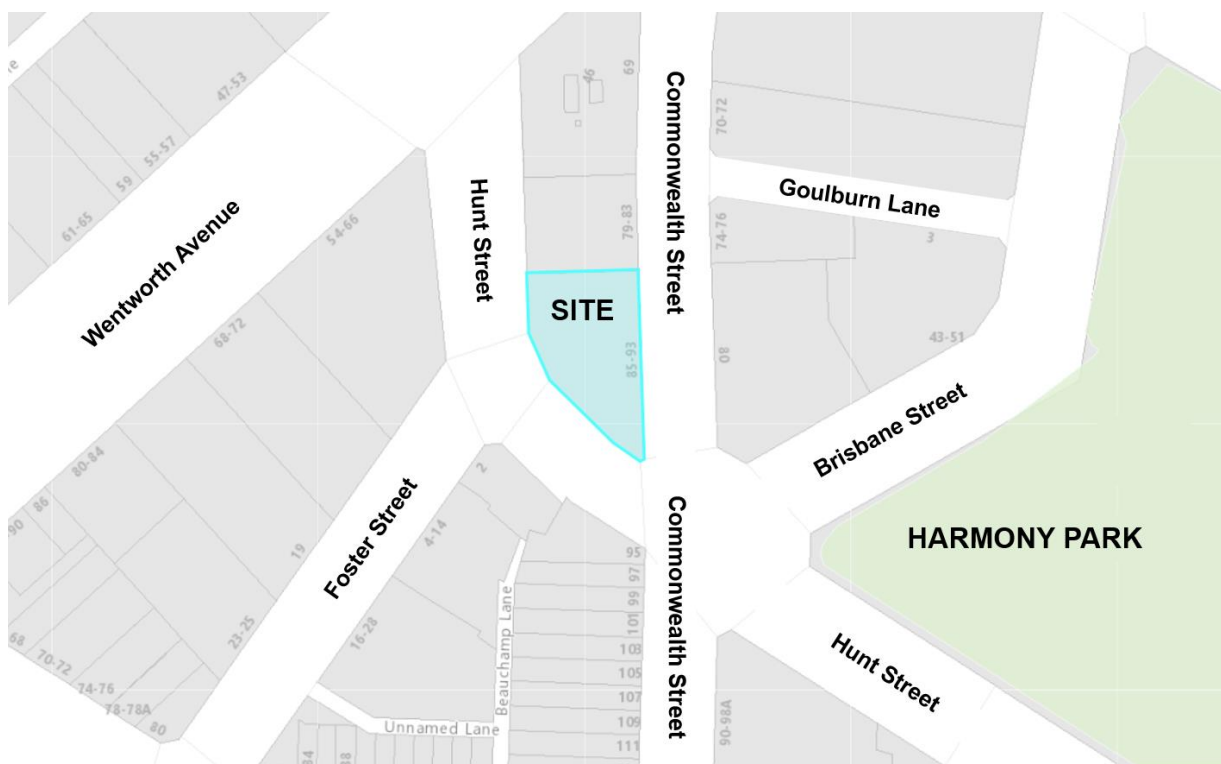 47-53
55-57
59
61-65
Wentworth Avenue
54-66
68-72
80-84
86
Hunt Street
46
69
79-83
SITE
85-93
Commonwealth Street
70-72
Goulburn Lane
74-76
3
80
43-51
Brisbane Street
HARMONY PARK
Foster Street
2
4-14
19
16-28
23-25
Beauchamp Lane
Commonwealth Street
95
97
99
101
103
105
107
109
111
Hunt Street
90-98A
68
70-72
74-76
78-78A
80
Unnamed Lane